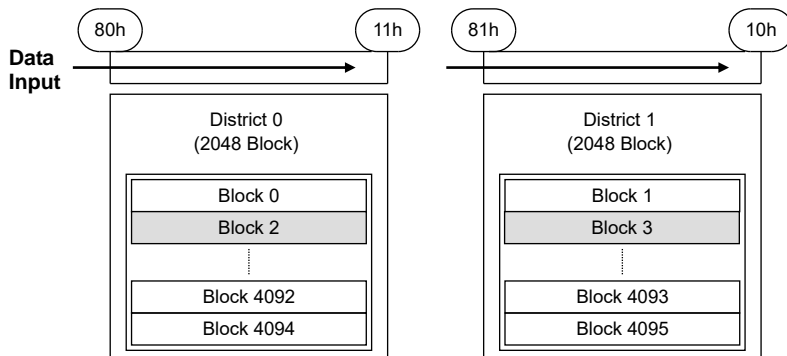 80h
11h
81h
10h
Data
Input
District 0
(2048 Block)
District 1
(2048 Block)
Block 0
Block 2
Block 4092
Block 4094
Block 1
Block 3
Block 4093
Block 4095